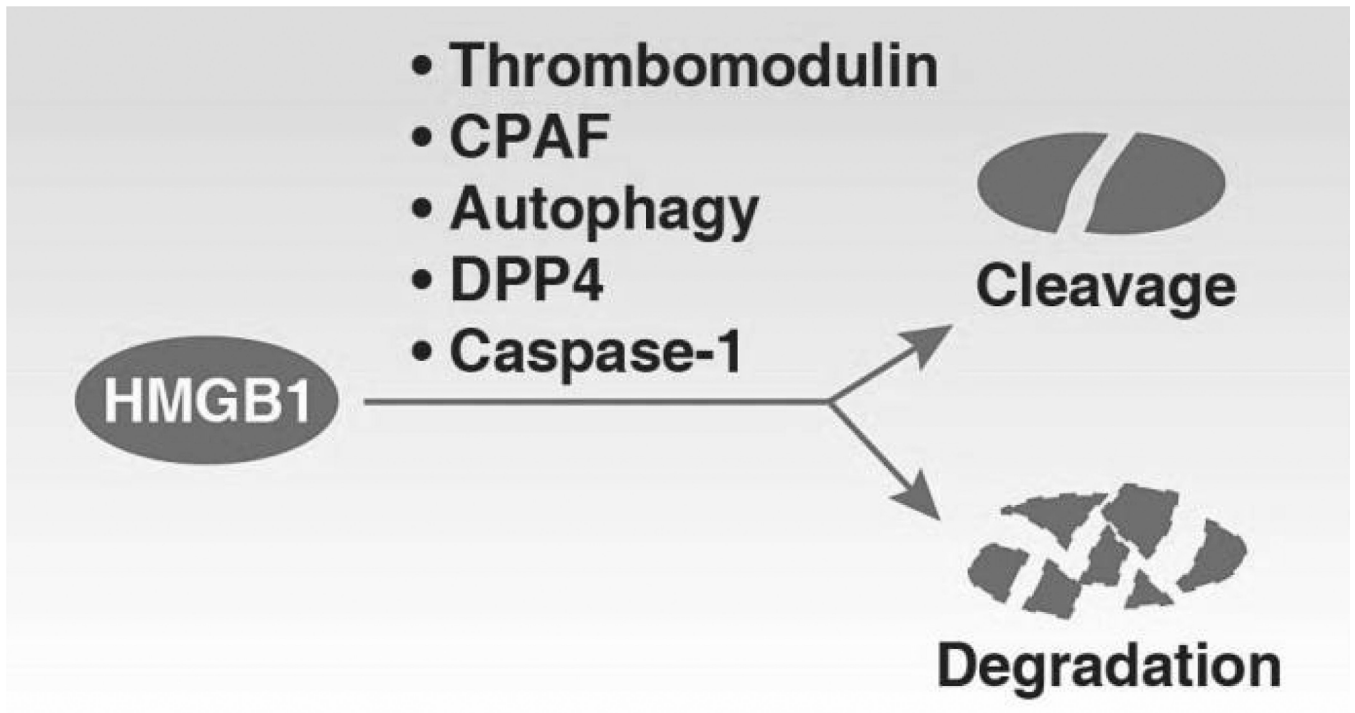 • Thrombomodulin
• CPAF
• Autophagy
• DPP4
• Caspase-1
HMGB1
Cleavage
Degradation